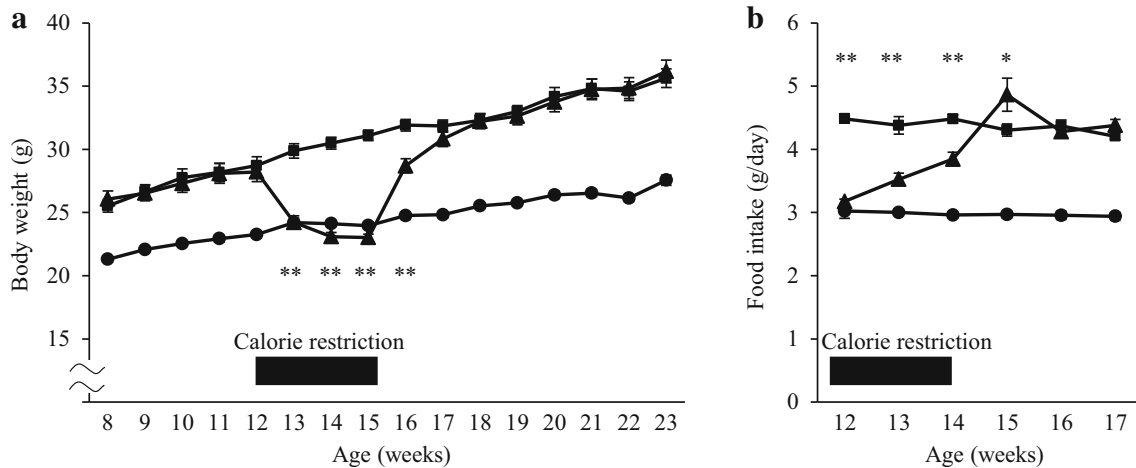 a
40
35
30
25
20
15
Body weight (g)
** ** ** **
Calorie restriction
8 9 10 11 12 13 14 15 16 17 18 19 20 21 22 23
Age (weeks)
b
6
5
4
3
2
1
0
Food intake (g/day)
** ** ** *
Calorie restriction
12 13 14 15 16 17
Age (weeks)